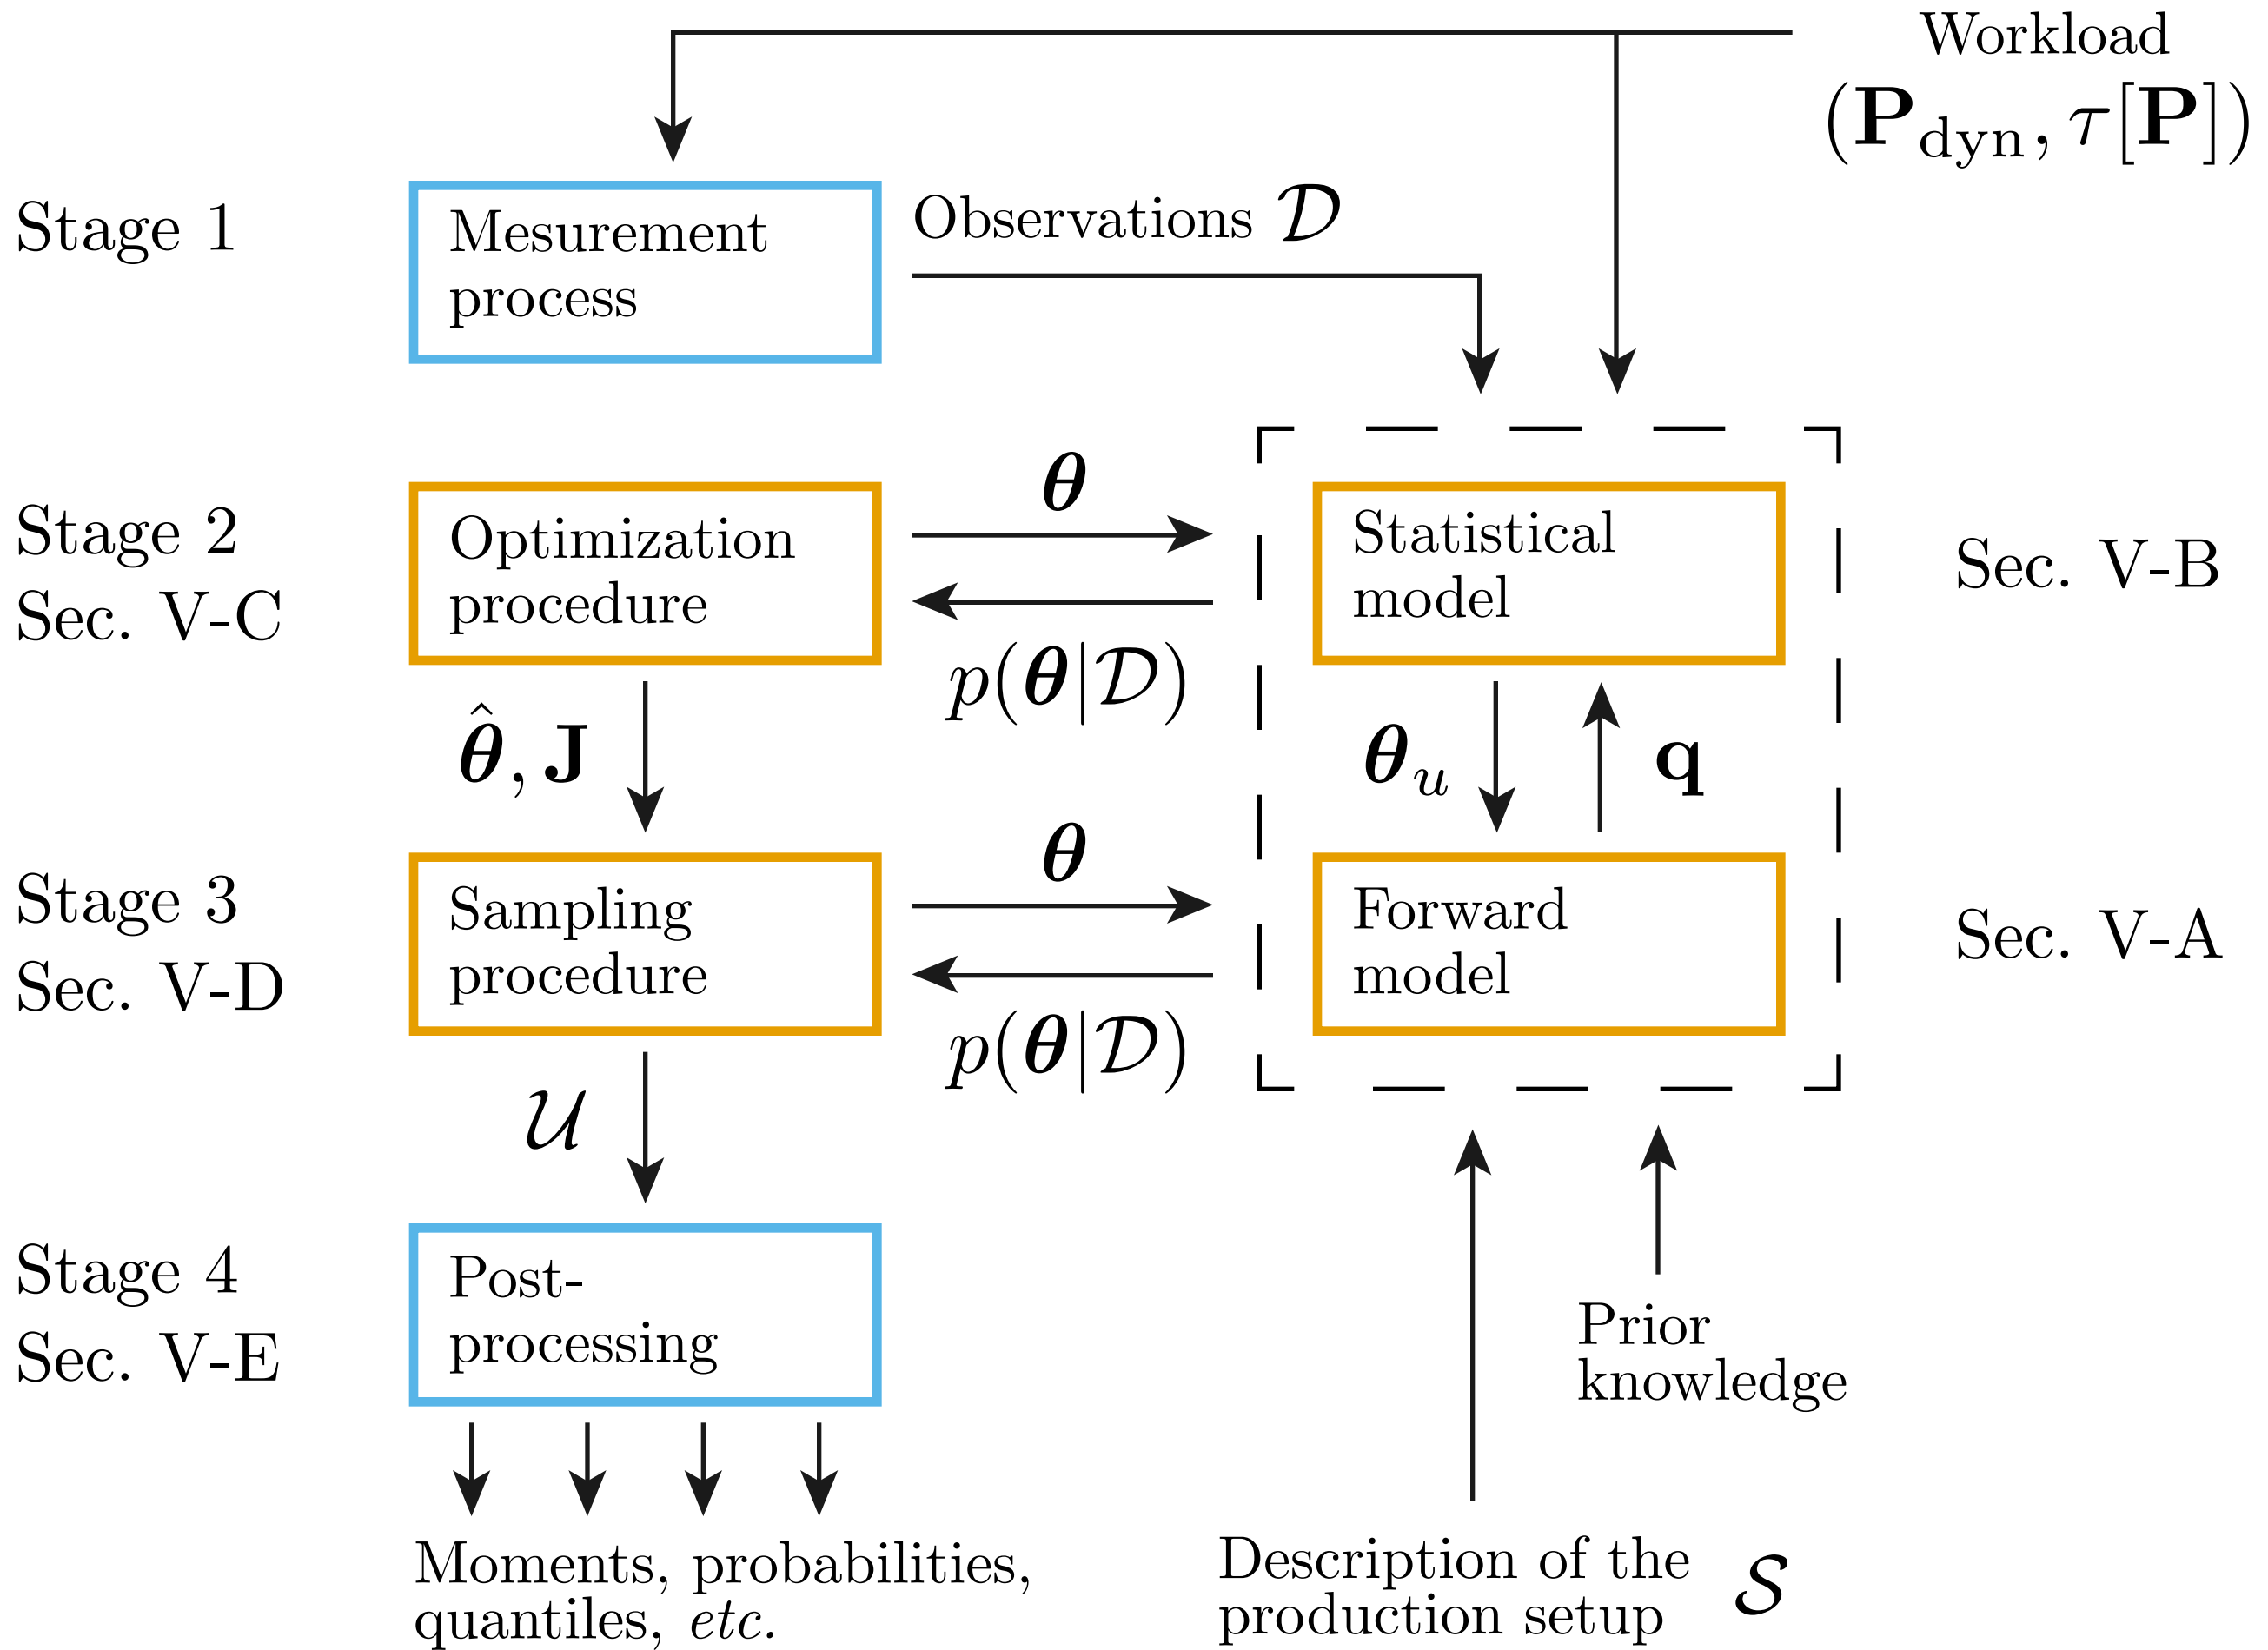 Workload
(𝐏dyn, τ[𝐏])
Stage 1
Mesurement
process
Observations 𝒟
Stage 2
Sec. V-C
Optimization
procedure
𝜽
p(𝜽|𝒟)
Statistical
model
Sec. V-B
𝜽̂, 𝐉
𝜽ᵤ
𝐪
Stage 3
Sec. V-D
Sampling
procedure
𝜽
p(𝜽|𝒟)
Forward
model
Sec. V-A
𝒰
Stage 4
Sec. V-E
Post-
processing
Prior
knowledge
Moments, probabilities,
quantiles, etc.
Description of the
production setup
𝒮